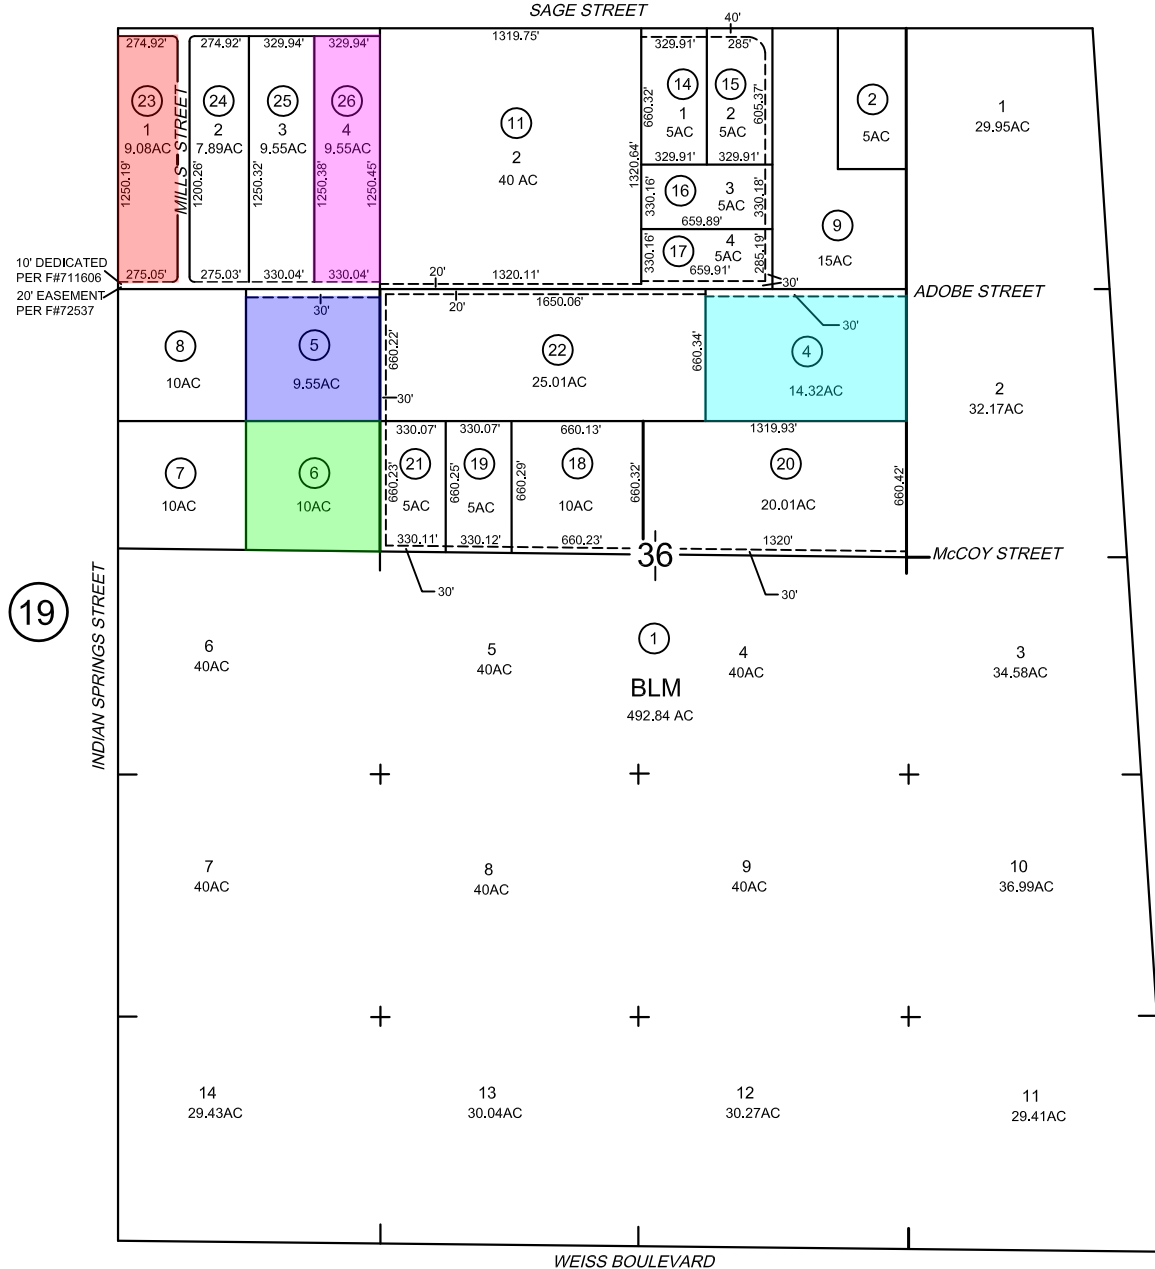 SAGE STREET
40'
274.92'
274.92'
329.94'
329.94'
1319.75'
329.91'
285'
23
1
9.08AC
1250.19'
MILLS STREET
24
2
7.89AC
1200.26'
25
3
9.55AC
1250.32'
26
4
9.55AC
1250.38'
1250.45'
11
2
40 AC
1320.64'
660.32'
14
1
5AC
15
2
5AC
605.37'
329.91'
329.91'
2
5AC
1
29.95AC
330.16'
16
3
5AC
330.18'
659.89'
330.16'
17
4
5AC
285.19'
659.91'
9
15AC
275.05'
275.03'
330.04'
330.04'
20'
1320.11'
30'
10' DEDICATED
PER F#711606
20' EASEMENT
PER F#72537
ADOBE STREET
30'
20'
1650.06'
30'
8
10AC
5
9.55AC
660.22'
22
25.01AC
660.34'
4
14.32AC
2
32.17AC
30'
330.07'
330.07'
660.13'
1319.93'
7
10AC
6
10AC
660.23'
21
5AC
660.25'
19
5AC
660.29'
18
10AC
660.32'
20
20.01AC
660.42'
330.11'
330.12'
660.23'
1320'
36
McCOY STREET
30'
30'
19
INDIAN SPRINGS STREET
6
40AC
5
40AC
1
BLM
492.84 AC
4
40AC
3
34.58AC
7
40AC
8
40AC
9
40AC
10
36.99AC
14
29.43AC
13
30.04AC
12
30.27AC
11
29.41AC
WEISS BOULEVARD